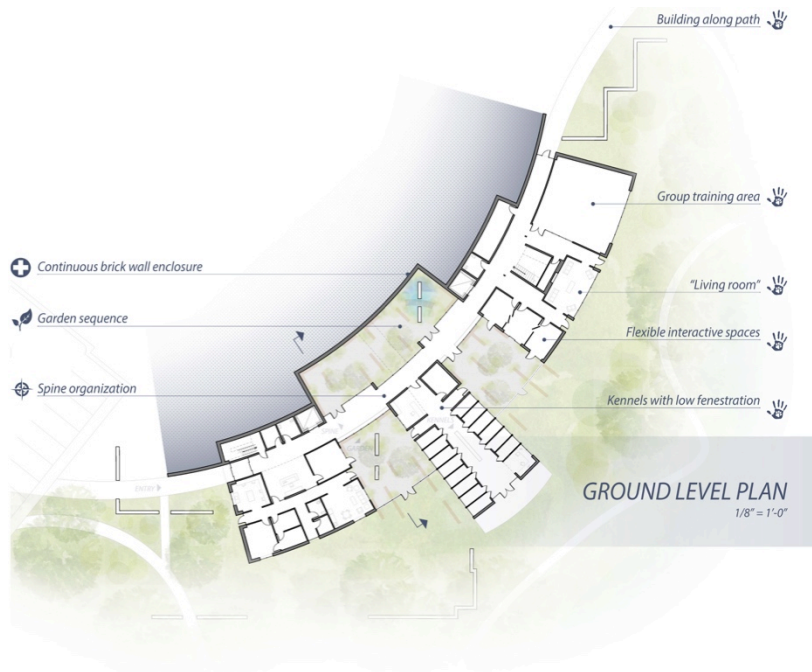 Building along path
Group training area
Continuous brick wall enclosure
"Living room"
Garden sequence
Flexible interactive spaces
Spine organization
Kennels with low fenestration
GROUND LEVEL PLAN
1/8" = 1'-0"
ENTRY